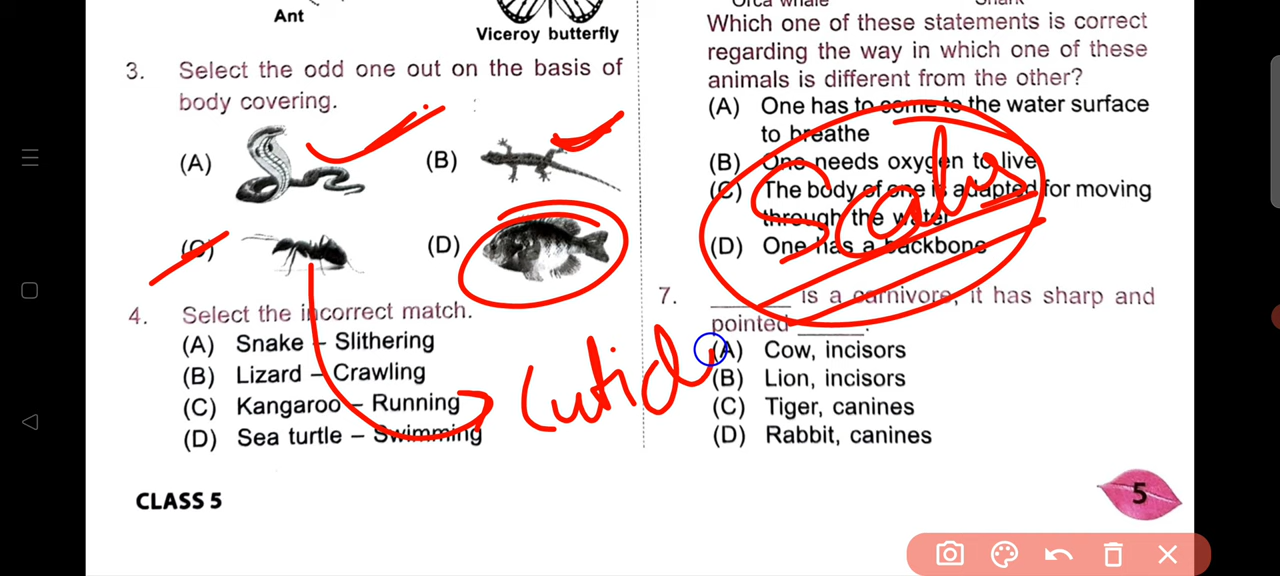 Ant
Viceroy butterfly
3. Select the odd one out on the basis of
body covering.
(A)
(B)
(C)
(D)
4. Select the incorrect match.
(A) Snake – Slithering
(B) Lizard – Crawling
(C) Kangaroo – Running
(D) Sea turtle – Swimming
CLASS 5
Orca whale Shark
Which one of these statements is correct
regarding the way in which one of these
animals is different from the other?
(A) One has to come to the water surface
to breathe
(B) One needs oxygen to live
(C) The body of one is adapted for moving
through the water
(D) One has a backbone
7. ______ is a carnivore, it has sharp and
pointed ______.
(A) Cow, incisors
(B) Lion, incisors
(C) Tiger, canines
(D) Rabbit, canines
5
Scales